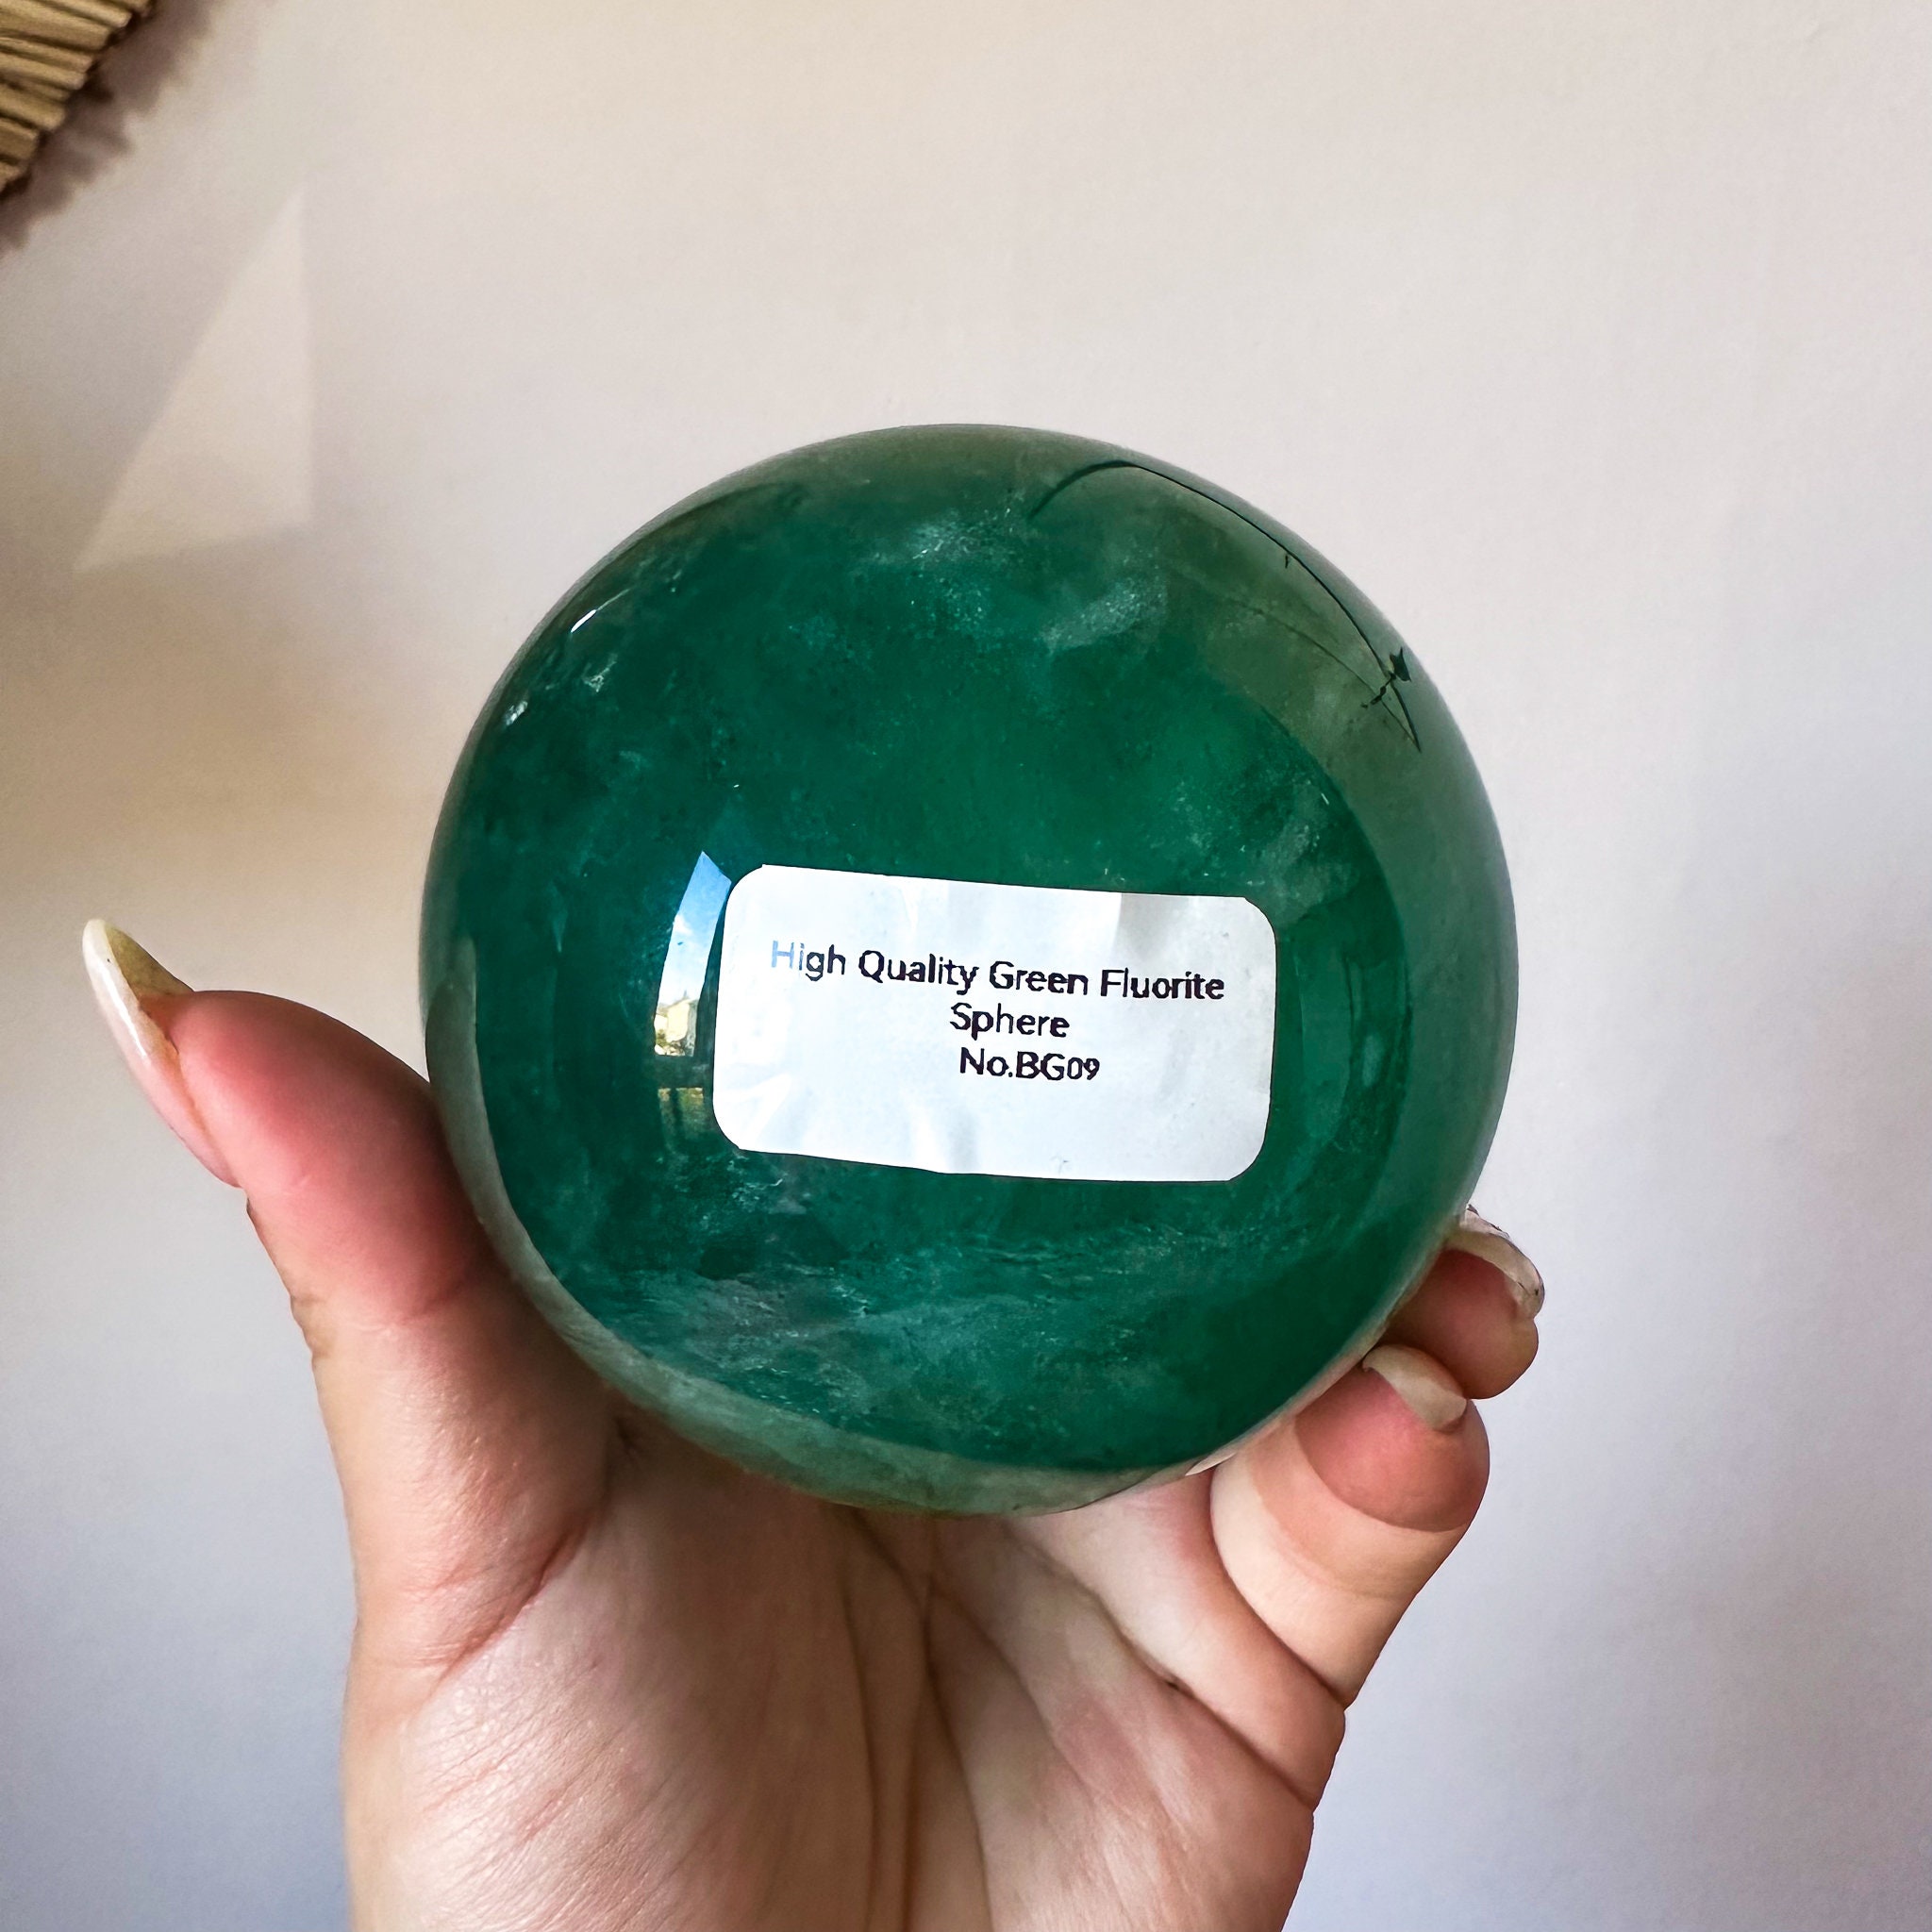 High Quality Green Fluorite
Sphere
No.BG09